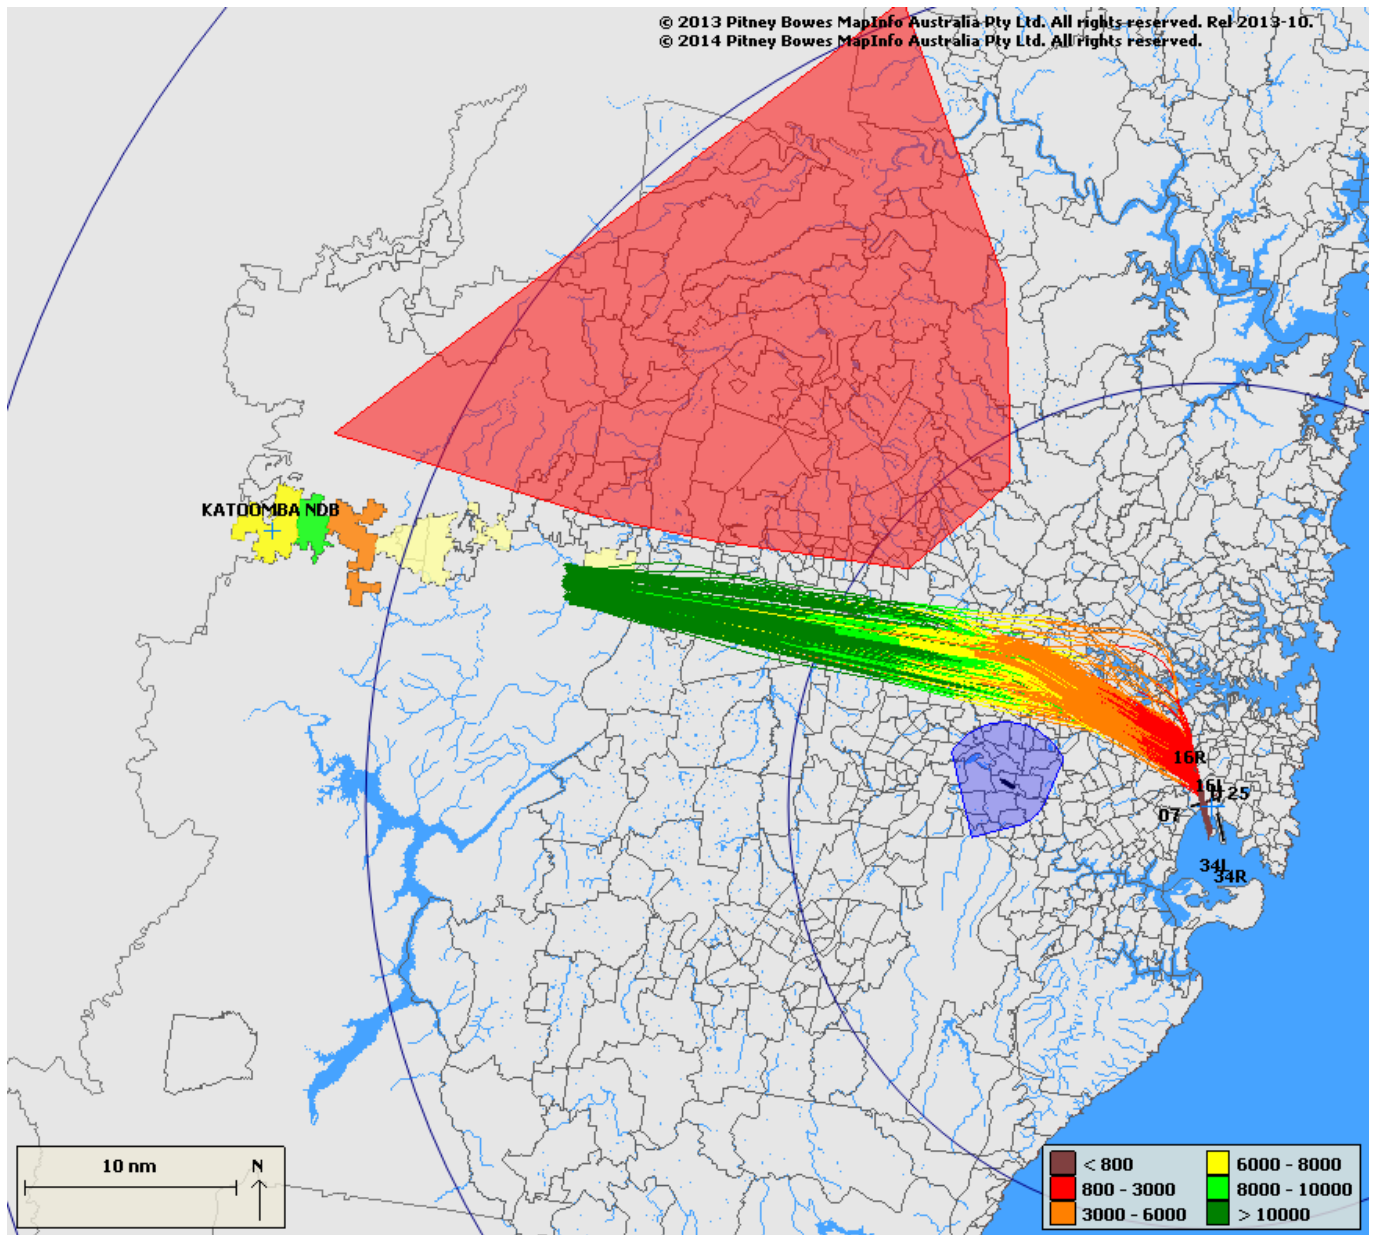 © 2013 Pitney Bowes MapInfo Australia Pty Ltd. All rights reserved. Rel 2013-10.
© 2014 Pitney Bowes MapInfo Australia Pty Ltd. All rights reserved.
KATOOMBA NDB
16R
16L
25
07
34L
34R
10 nm
N
< 800
6000 - 8000
800 - 3000
8000 - 10000
3000 - 6000
> 10000